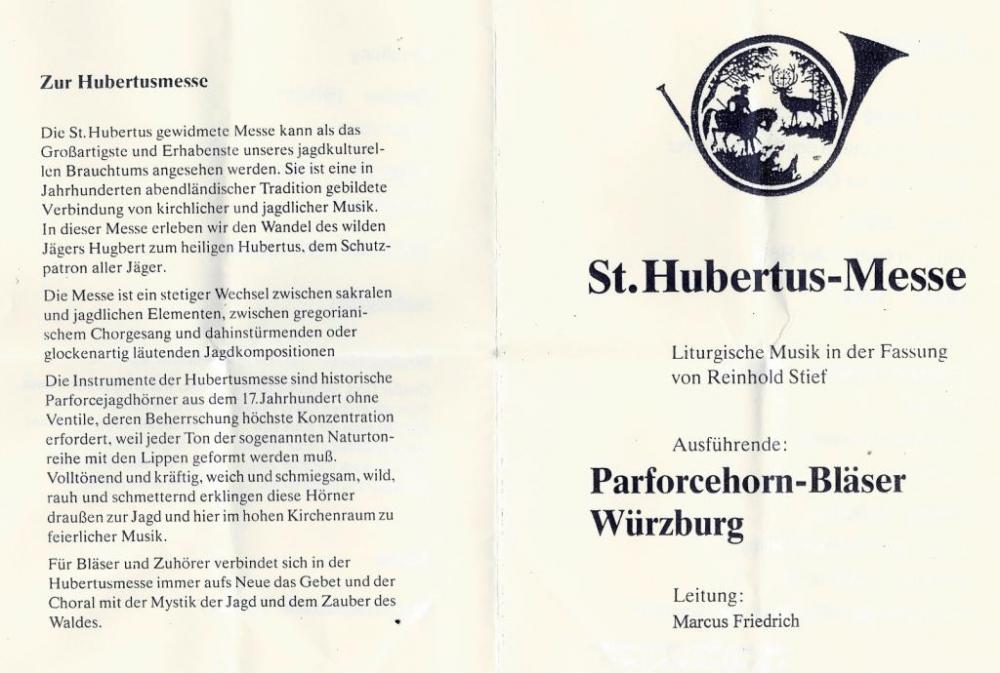 Zur Hubertusmesse
Die St. Hubertus gewidmete Messe kann als das
Großartigste und Erhabenste unseres jagdkulturel-
len Brauchtums angesehen werden. Sie ist eine in
Jahrhunderten abendländischer Tradition gebildete
Verbindung von kirchlicher und jagdlicher Musik.
In dieser Messe erleben wir den Wandel des wilden
Jägers Hugbert zum heiligen Hubertus, dem Schutz-
patron aller Jäger.
Die Messe ist ein stetiger Wechsel zwischen sakralen
und jagdlichen Elementen, zwischen gregoriani-
schem Chorgesang und dahinstürmenden oder
glockenartig läutenden Jagdkompositionen
Die Instrumente der Hubertusmesse sind historische
Parforcejagdhörner aus dem 17. Jahrhundert ohne
Ventile, deren Beherrschung höchste Konzentration
erfordert, weil jeder Ton der sogenannten Naturton-
reihe mit den Lippen geformt werden muß.
Volltönend und kräftig, weich und schmiegsam, wild,
rauh und schmetternd erklingen diese Hörner
draußen zur Jagd und hier im hohen Kirchenraum zu
feierlicher Musik.
Für Bläser und Zuhörer verbindet sich in der
Hubertusmesse immer aufs Neue das Gebet und der
Choral mit der Mystik der Jagd und dem Zauber des
Waldes.
St. Hubertus-Messe
Liturgische Musik in der Fassung
von Reinhold Stief
Ausführende:
Parforcehorn-Bläser
Würzburg
Leitung:
Marcus Friedrich